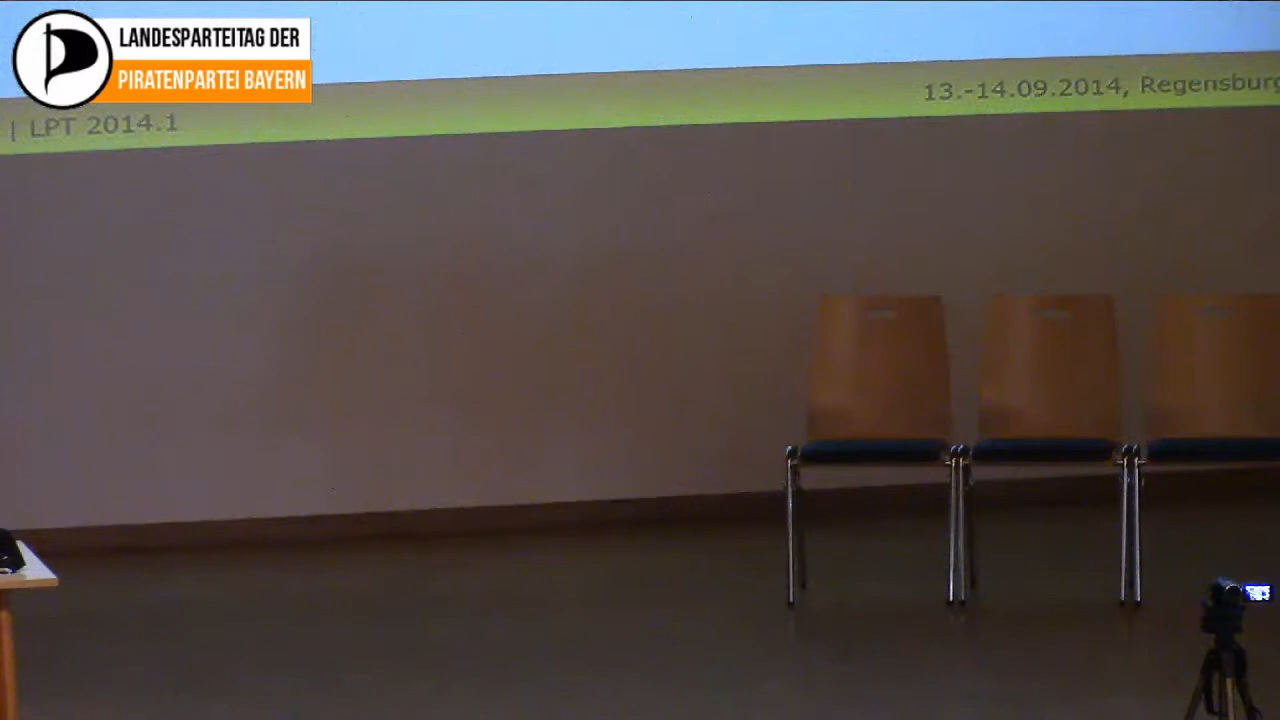 LANDESPARTEITAG DER
PIRATENPARTEI BAYERN
13.-14.09.2014, Regensburg
| LPT 2014.1